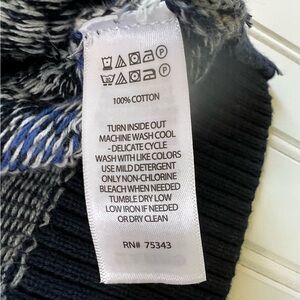 100% COTTON
TURN INSIDE OUT
MACHINE WASH COOL
- DELICATE CYCLE
WASH WITH LIKE COLORS
USE MILD DETERGENT
ONLY NON-CHLORINE
BLEACH WHEN NEEDED
TUMBLE DRY LOW
LOW IRON IF NEEDED
OR DRY CLEAN
RN# 75343